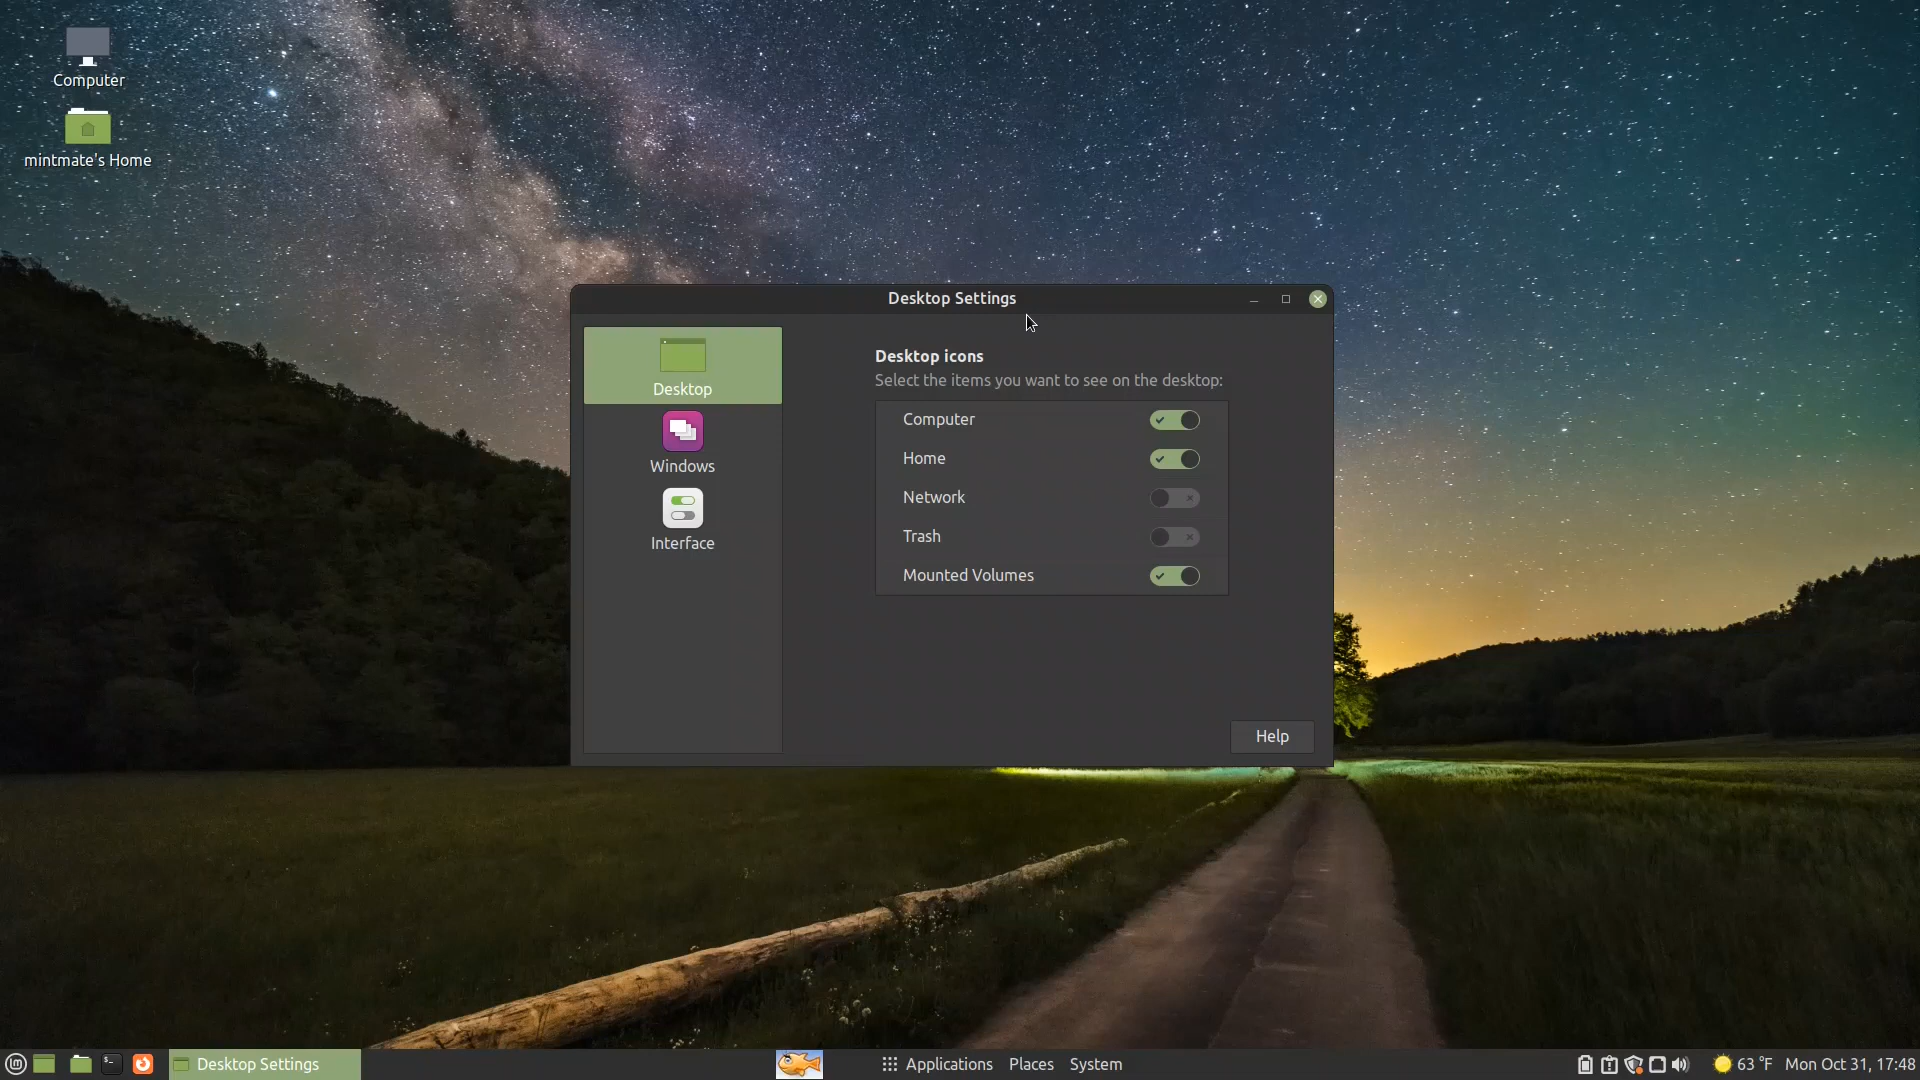 Computer
mintmate's Home
Desktop Settings
Desktop
Windows
Interface
Desktop icons
Select the items you want to see on the desktop:
Computer
Home
Network
Trash
Mounted Volumes
Help
Desktop Settings
Applications Places System
63 °F Mon Oct 31, 17:48